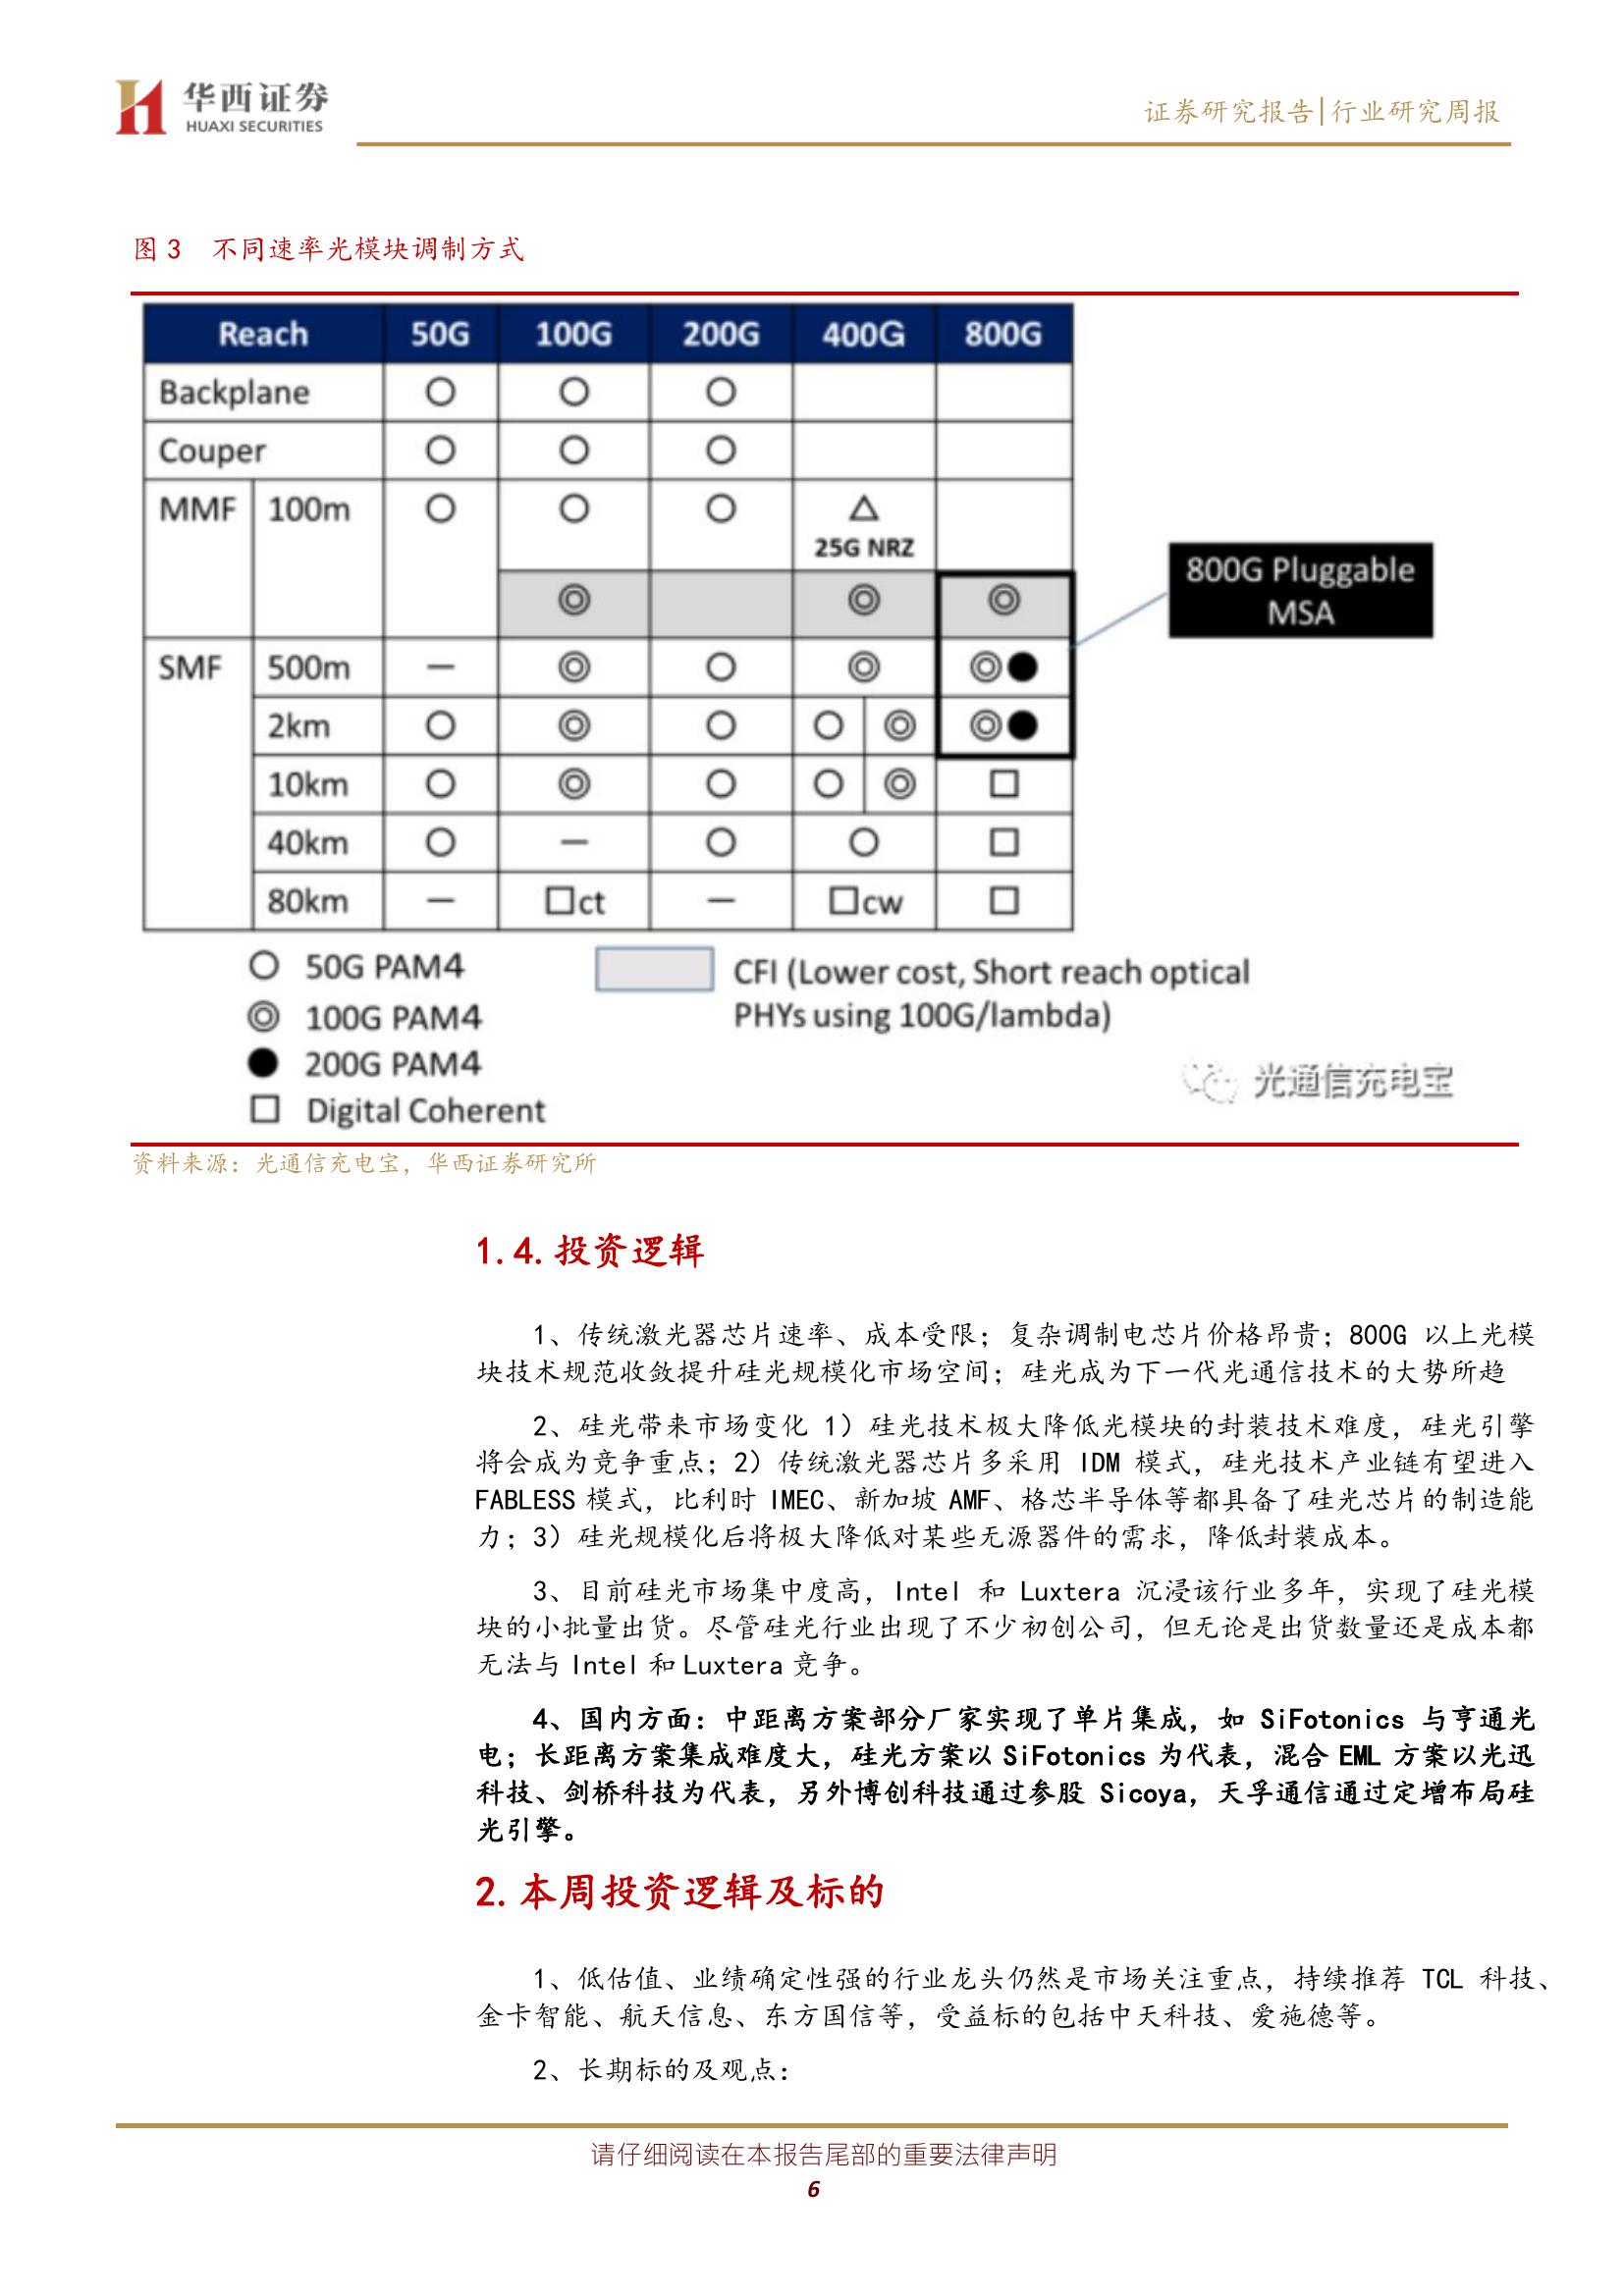 华西证券
HUAXI SECURITIES
证券研究报告|行业研究周报
图 3 不同速率光模块调制方式
Reach 50G 100G 200G 400G 800G
Backplane ○ ○ ○
Couper ○ ○ ○
MMF 100m ○ ○ ○ △
25G NRZ
◎ ◎ ◎
800G Pluggable
MSA
SMF 500m — ◎ ○ ◎ ◎●
2km ○ ◎ ○ ○ ◎ ◎●
10km ○ ◎ ○ ○ ◎ □
40km ○ — ○ ○ □
80km — □ct — □cw □
○ 50G PAM4
◎ 100G PAM4
● 200G PAM4
□ Digital Coherent
CFI (Lower cost, Short reach optical
PHYs using 100G/lambda)
光通信充电宝
资料来源：光通信充电宝，华西证券研究所
1.4.投资逻辑
1、传统激光器芯片速率、成本受限；复杂调制电芯片价格昂贵；800G 以上光模
块技术规范收敛提升硅光规模化市场空间；硅光成为下一代光通信技术的大势所趋
2、硅光带来市场变化 1）硅光技术极大降低光模块的封装技术难度，硅光引擎
将会成为竞争重点；2）传统激光器芯片多采用 IDM 模式，硅光技术产业链有望进入
FABLESS 模式，比利时 IMEC、新加坡 AMF、格芯半导体等都具备了硅光芯片的制造能
力；3）硅光规模化后将极大降低对某些无源器件的需求，降低封装成本。
3、目前硅光市场集中度高，Intel 和 Luxtera 沉浸该行业多年，实现了硅光模
块的小批量出货。尽管硅光行业出现了不少初创公司，但无论是出货数量还是成本都
无法与 Intel 和 Luxtera 竞争。
4、国内方面：中距离方案部分厂家实现了单片集成，如 SiFotonics 与亨通光
电；长距离方案集成难度大，硅光方案以 SiFotonics 为代表，混合 EML 方案以光迅
科技、剑桥科技为代表，另外博创科技通过参股 Sicoya，天孚通信通过定增布局硅
光引擎。
2.本周投资逻辑及标的
1、低估值、业绩确定性强的行业龙头仍然是市场关注重点，持续推荐 TCL 科技、
金卡智能、航天信息、东方国信等，受益标的包括中天科技、爱施德等。
2、长期标的及观点：
请仔细阅读在本报告尾部的重要法律声明
6